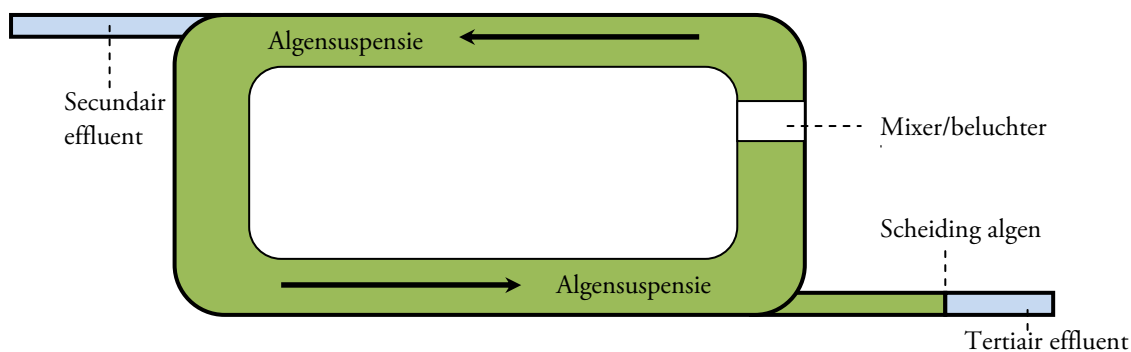 Algensuspensie
Secundair
effluent
Mixer/beluchter
Scheiding algen
Algensuspensie
Tertiair effluent